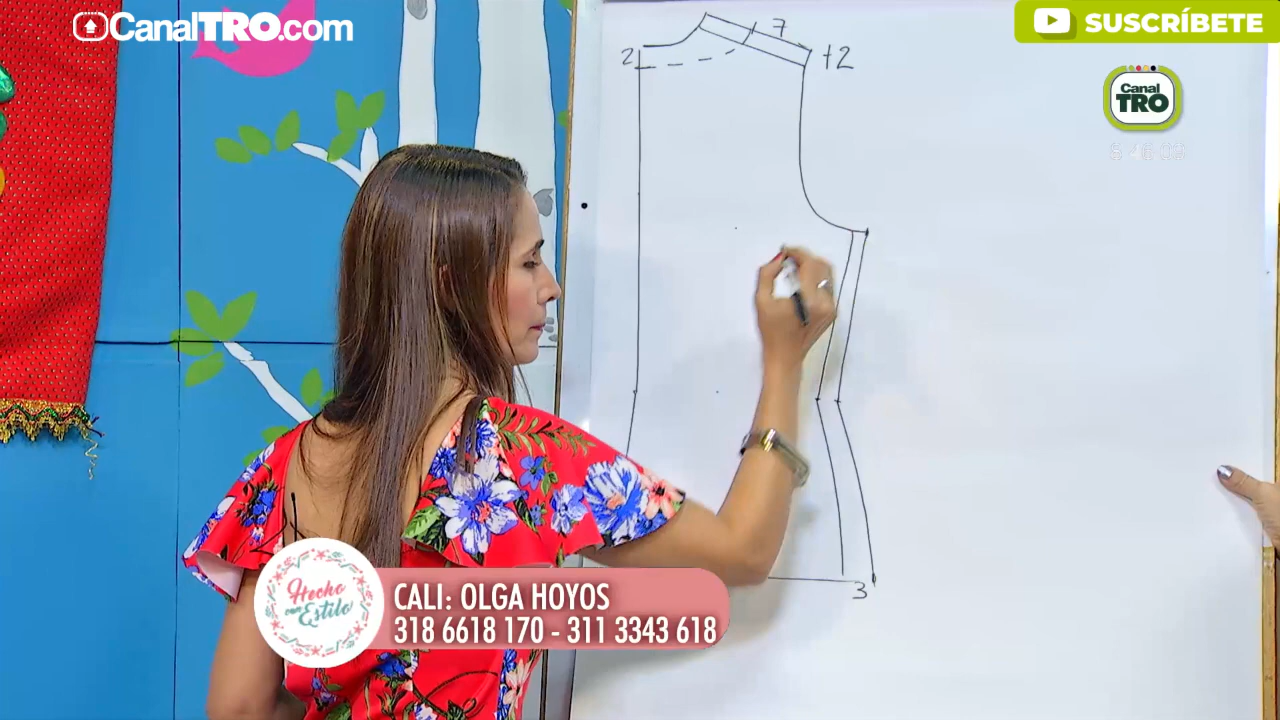 CanalTRO.com
SUSCRÍBETE
Canal
TRO
2
7
+2
3
Hecho
con
Estilo
CALI: OLGA HOYOS
318 6618 170 - 311 3343 618